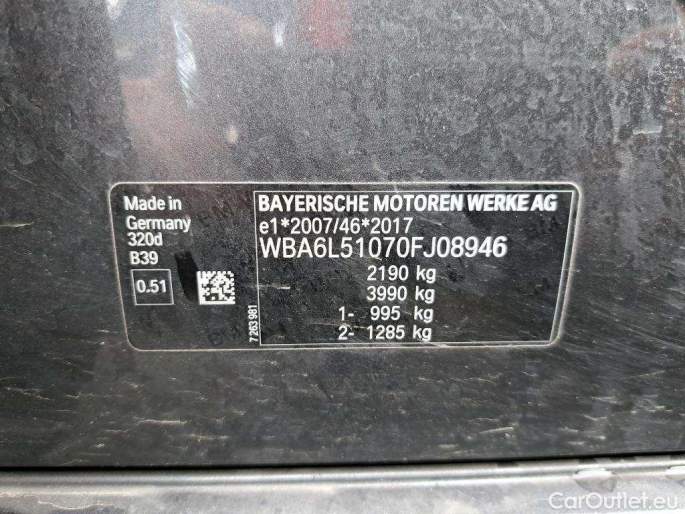 Made in
Germany
320d
B39
0.51
7 263 981
BAYERISCHE MOTOREN WERKE AG
e1*2007/46*2017
WBA6L51070FJ08946
2190 kg
3990 kg
1- 995 kg
2- 1285 kg
CarOutlet.eu